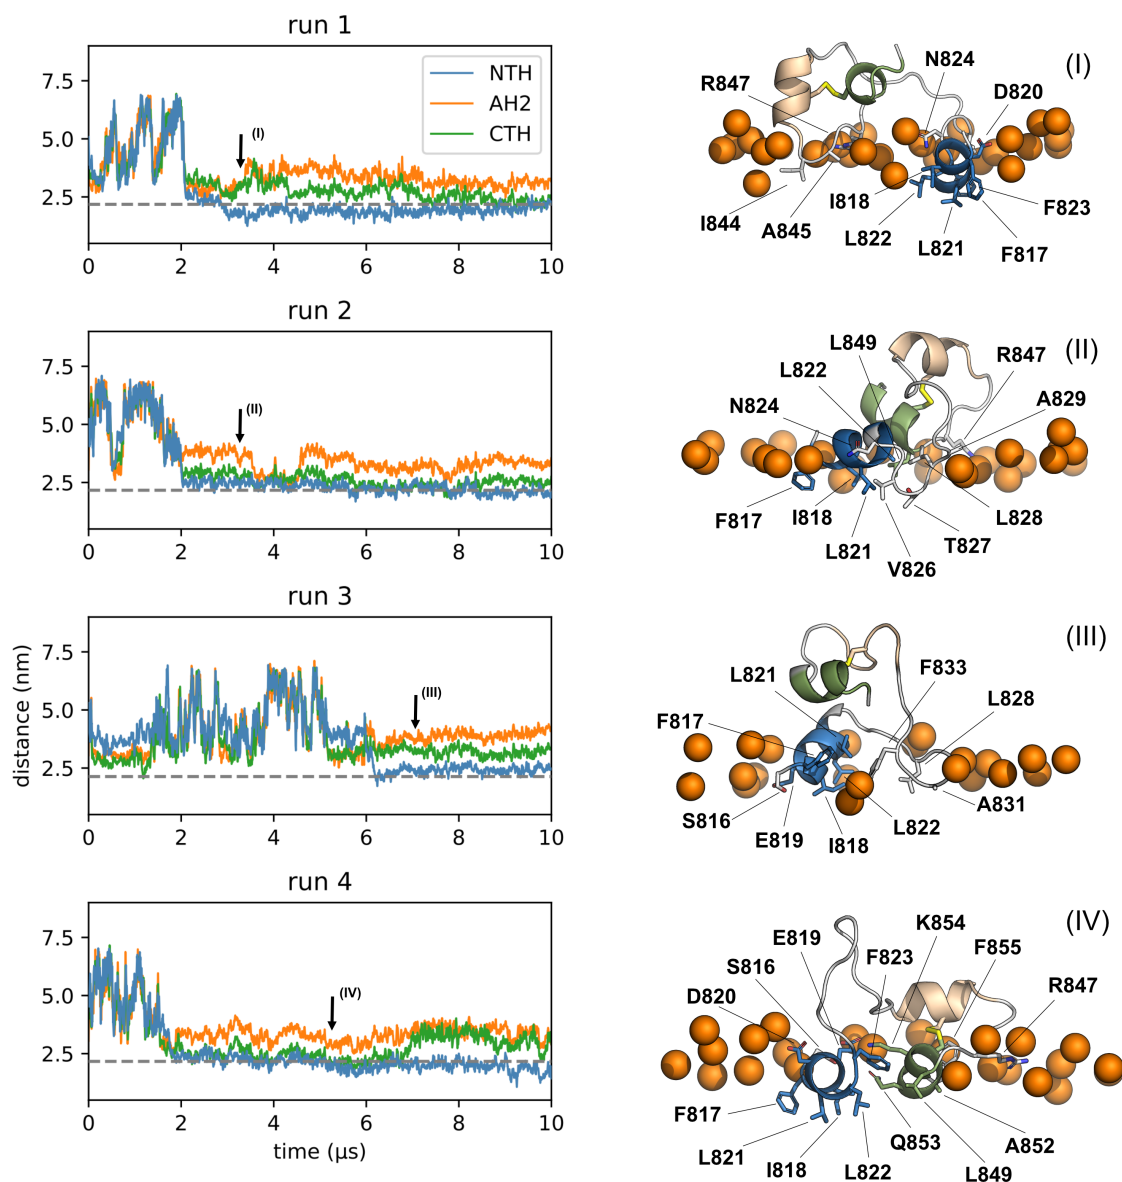 run 1
7.5
5.0
2.5
0 2 4 6 8 10
NTH
AH2
CTH
(I)
run 2
7.5
5.0
2.5
0 2 4 6 8 10
(II)
run 3
7.5
5.0
2.5
0 2 4 6 8 10
(III)
distance (nm)
run 4
7.5
5.0
2.5
0 2 4 6 8 10
(IV)
time (μs)
(I)
N824
R847
D820
I844
A845
I818
L822
L821
F823
F817
(II)
L849
R847
L822
A829
N824
F817
I818
L821
V826
T827
L828
(III)
L821
F833
L828
F817
S816
E819
I818
L822
A831
(IV)
K854
E819
F823
F855
S816
R847
D820
F817
L821
I818
L822
Q853
A852
L849